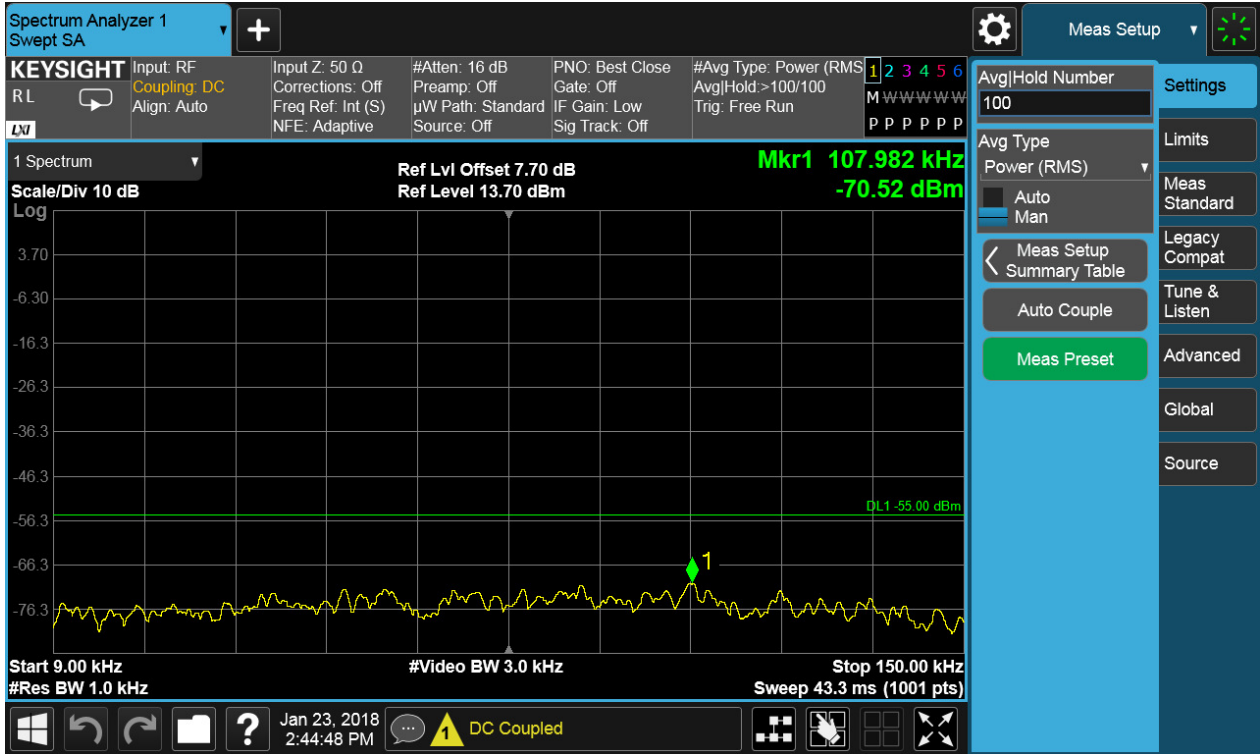 Spectrum Analyzer 1
Swept SA
+
Meas Setup
KEYSIGHT
R L
LXI
Input: RF
Coupling: DC
Align: Auto
Input Z: 50 Ω
Corrections: Off
Freq Ref: Int (S)
NFE: Adaptive
#Atten: 16 dB
Preamp: Off
µW Path: Standard
Source: Off
PNO: Best Close
Gate: Off
IF Gain: Low
Sig Track: Off
#Avg Type: Power (RMS
Avg|Hold:>100/100
Trig: Free Run
1 2 3 4 5 6
M W W W W W
P P P P P P
1 Spectrum
Scale/Div 10 dB
Ref Lvl Offset 7.70 dB
Ref Level 13.70 dBm
Mkr1 107.982 kHz
-70.52 dBm
Log
3.70
-6.30
-16.3
-26.3
-36.3
-46.3
-56.3
-66.3
-76.3
DL1 -55.00 dBm
1
Start 9.00 kHz
#Video BW 3.0 kHz
Stop 150.00 kHz
#Res BW 1.0 kHz
Sweep 43.3 ms (1001 pts)
Avg|Hold Number
100
Avg Type
Power (RMS)
Auto
Man
Meas Setup
Summary Table
Auto Couple
Meas Preset
Settings
Limits
Meas
Standard
Legacy
Compat
Tune &
Listen
Advanced
Global
Source
?
Jan 23, 2018
2:44:48 PM
1
DC Coupled